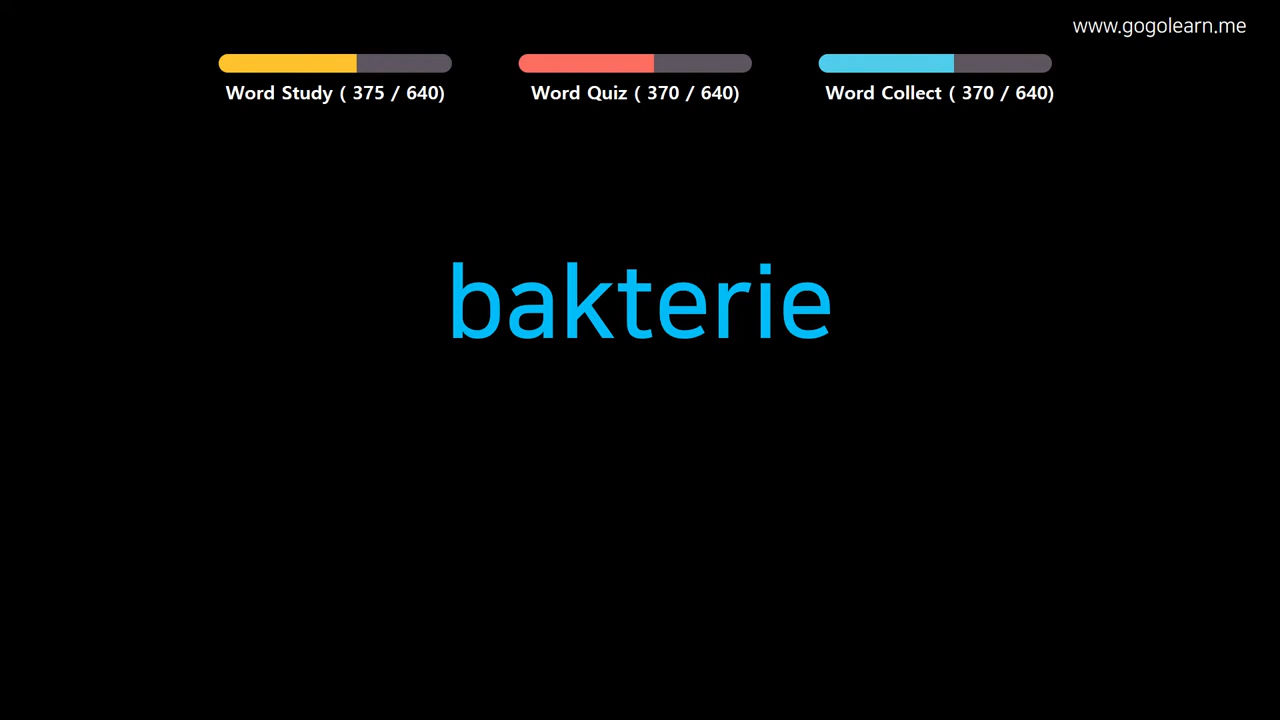 www.gogolearn.me
Word Study ( 375 / 640)
Word Quiz ( 370 / 640)
Word Collect ( 370 / 640)
bakterie